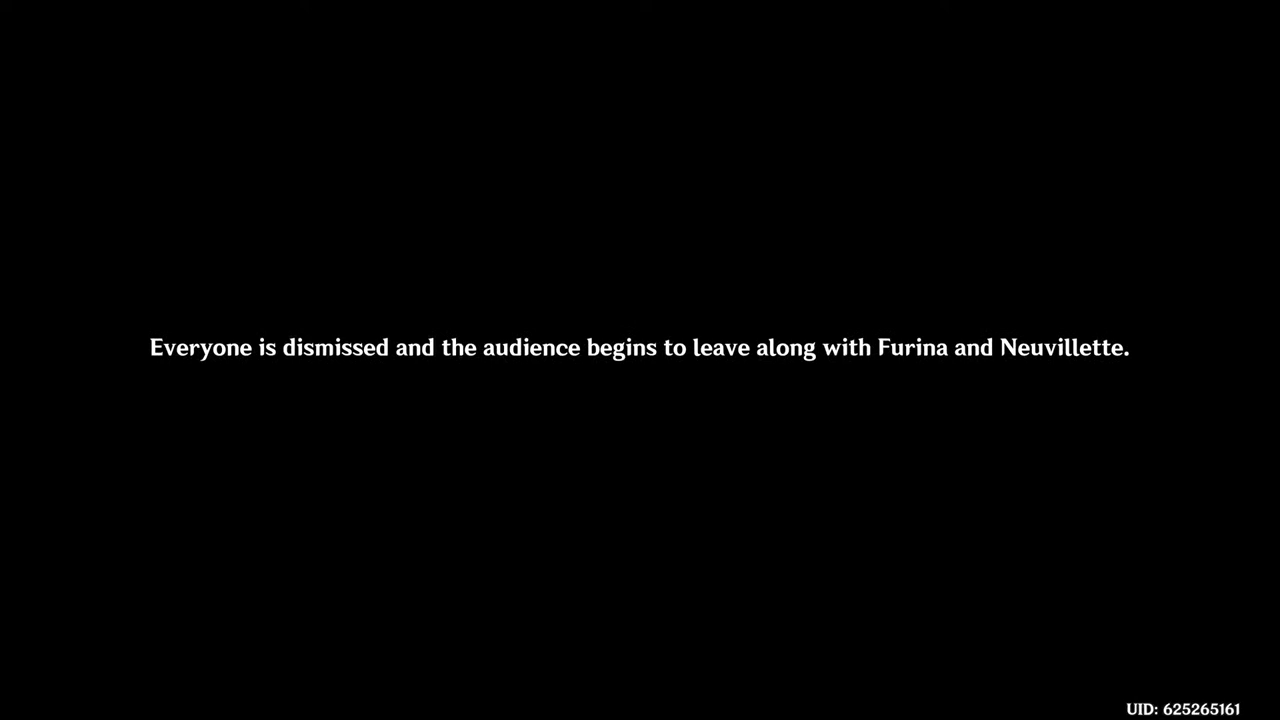 Everyone is dismissed and the audience begins to leave along with Furina and Neuvillette.
UID: 625265161